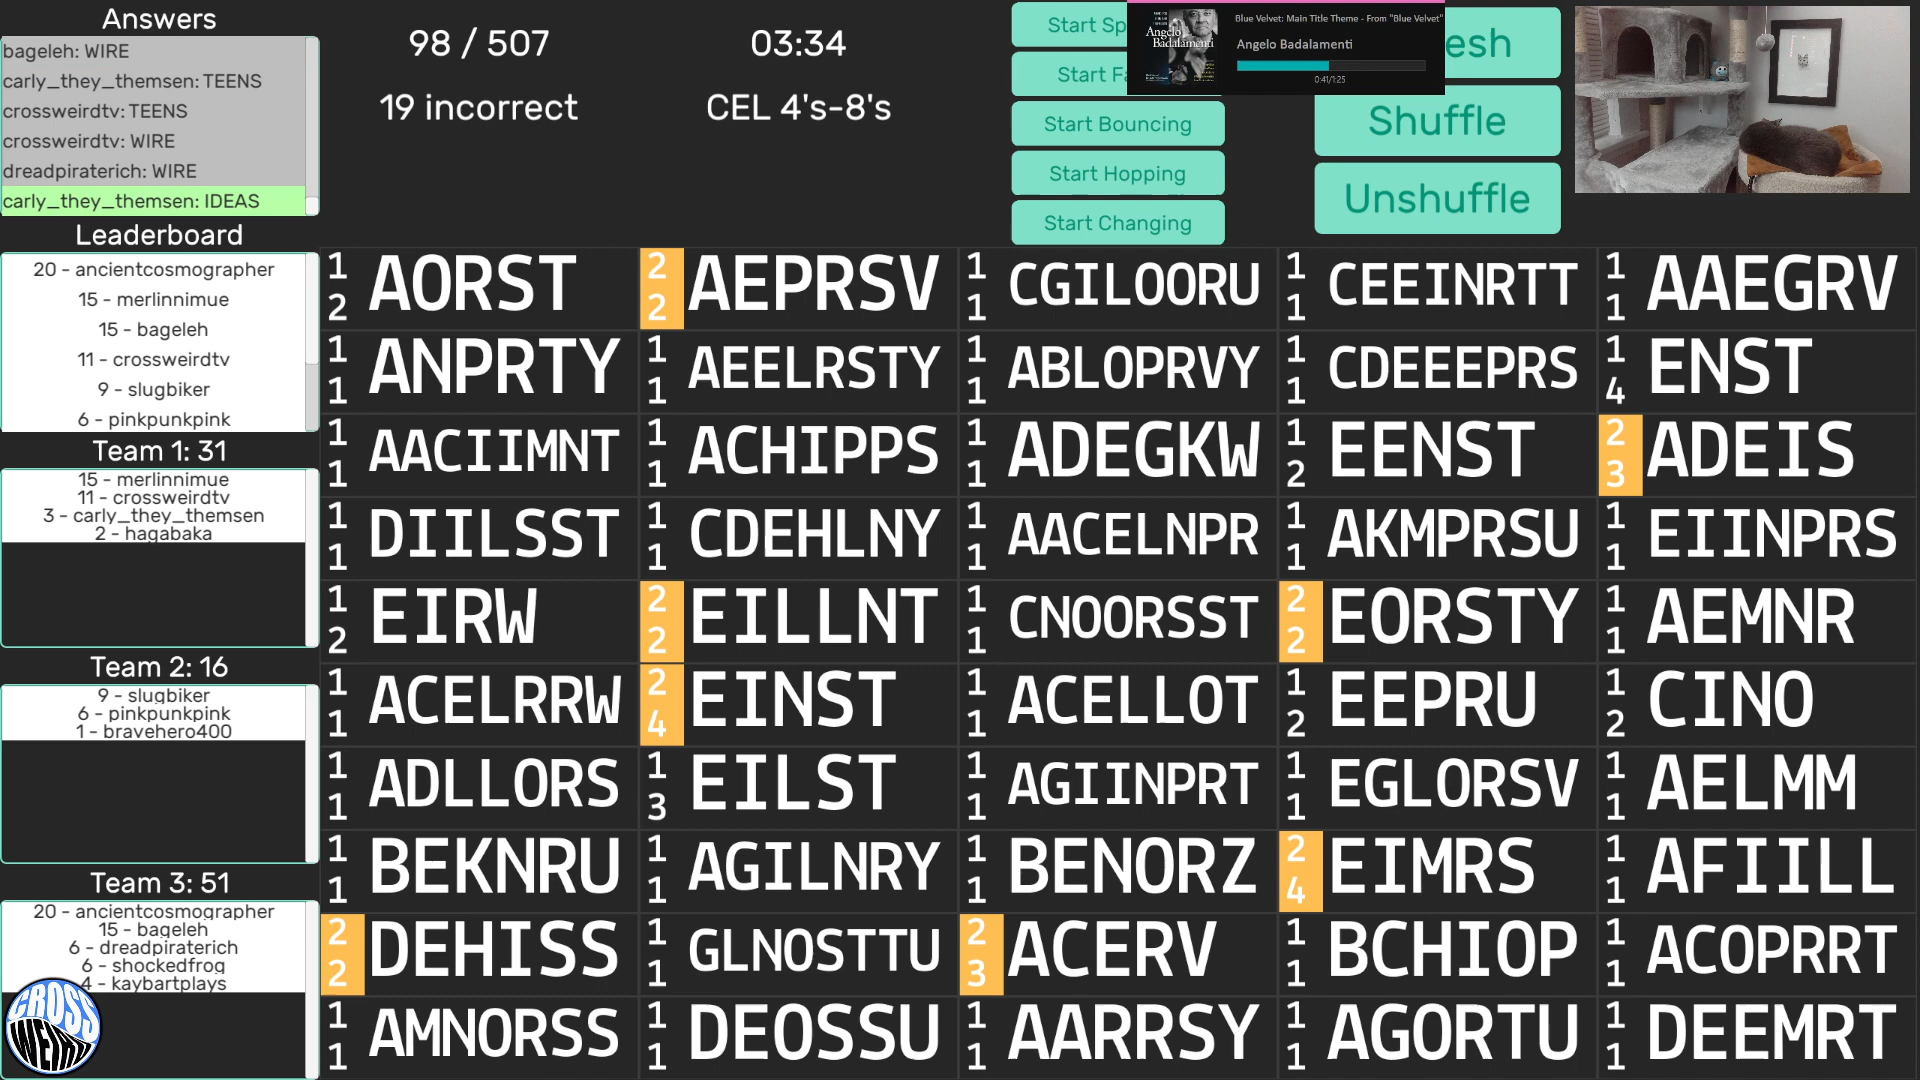 Answers
bageleh: WIRE
carly_they_themsen: TEENS
crossweirdtv: TEENS
crossweirdtv: WIRE
dreadpiraterich: WIRE
carly_they_themsen: IDEAS
98 / 507
19 incorrect
03:34
CEL 4's-8's
Start Sp
Start Fa
Start Bouncing
Start Hopping
Start Changing
Angelo Badalamenti
Blue Velvet: Main Title Theme - From "Blue Velvet"
Angelo Badalamenti
0:41/1:25
esh
Shuffle
Unshuffle
Leaderboard
20 - ancientcosmographer
15 - merlinnimue
15 - bageleh
11 - crossweirdtv
9 - slugbiker
6 - pinkpunkpink
Team 1: 31
15 - merlinnimue
11 - crossweirdtv
3 - carly_they_themsen
2 - hagabaka
Team 2: 16
9 - slugbiker
6 - pinkpunkpink
1 - bravehero400
Team 3: 51
20 - ancientcosmographer
15 - bageleh
6 - dreadpiraterich
6 - shockedfrog
4 - kaybartplays
CROSS
WEIRD
1 2 AORST
2 2 AEPRSV
1 1 CGILOORU
1 1 CEEINRTT
1 1 AAEGRV
1 1 ANPRTY
1 1 AEELRSTY
1 1 ABLOPRVY
1 1 CDEEEPRS
1 4 ENST
1 1 AACIIMNT
1 1 ACHIPPS
1 1 ADEGKW
1 2 EENST
2 3 ADEIS
1 1 DIILSST
1 1 CDEHLNY
1 1 AACELNPR
1 1 AKMPRSU
1 1 EIINPRS
1 2 EIRW
2 2 EILLNT
1 1 CNOORSST
2 2 EORSTY
1 1 AEMNR
1 1 ACELRRW
2 4 EINST
1 1 ACELLOT
1 2 EEPRU
1 2 CINO
1 1 ADLLORS
1 3 EILST
1 1 AGIINPRT
1 1 EGLORSV
1 1 AELMM
1 1 BEKNRU
1 1 AGILNRY
1 1 BENORZ
2 4 EIMRS
1 1 AFIILL
2 2 DEHISS
1 1 GLNOSTTU
2 3 ACERV
1 1 BCHIOP
1 1 ACOPRRT
1 1 AMNORSS
1 1 DEOSSU
1 1 AARRSY
1 1 AGORTU
1 1 DEEMRT